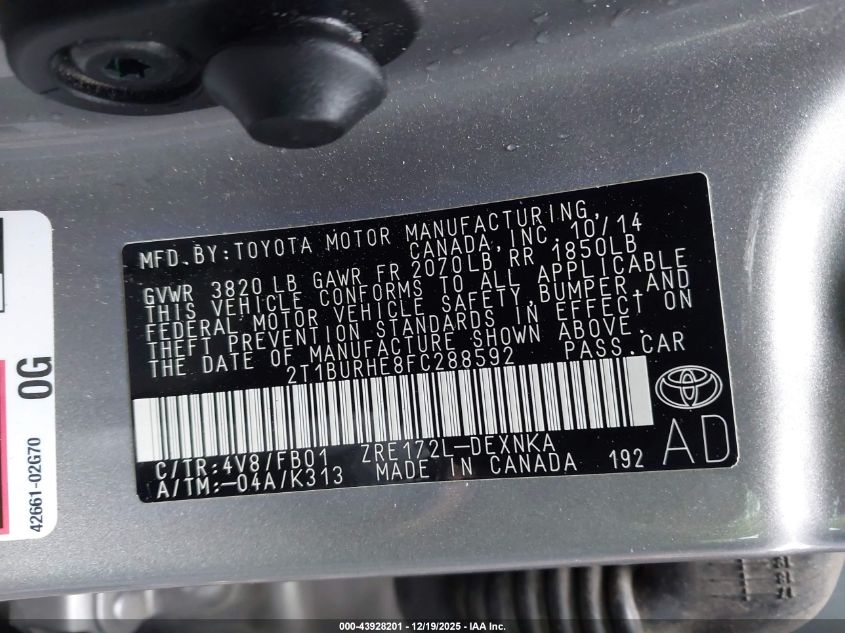 MFD. BY: TOYOTA MOTOR MANUFACTURING,
CANADA, INC. 10/14
GVWR 3820 LB GAWR FR 2070LB, RR 1850LB
THIS VEHICLE CONFORMS TO ALL APPLICABLE
FEDERAL MOTOR VEHICLE SAFETY, BUMPER, AND
THEFT PREVENTION STANDARDS IN EFFECT ON
THE DATE OF MANUFACTURE SHOWN ABOVE.
2T1BURHE8FC288592 PASS. CAR
C/TR: 4V8/FB01 ZRE172L-DEXNKA
A/TM: -04A/K313 MADE IN CANADA 192
AD
0G
42661-02G70
000-43928201 - 12/19/2025 - IAA Inc.